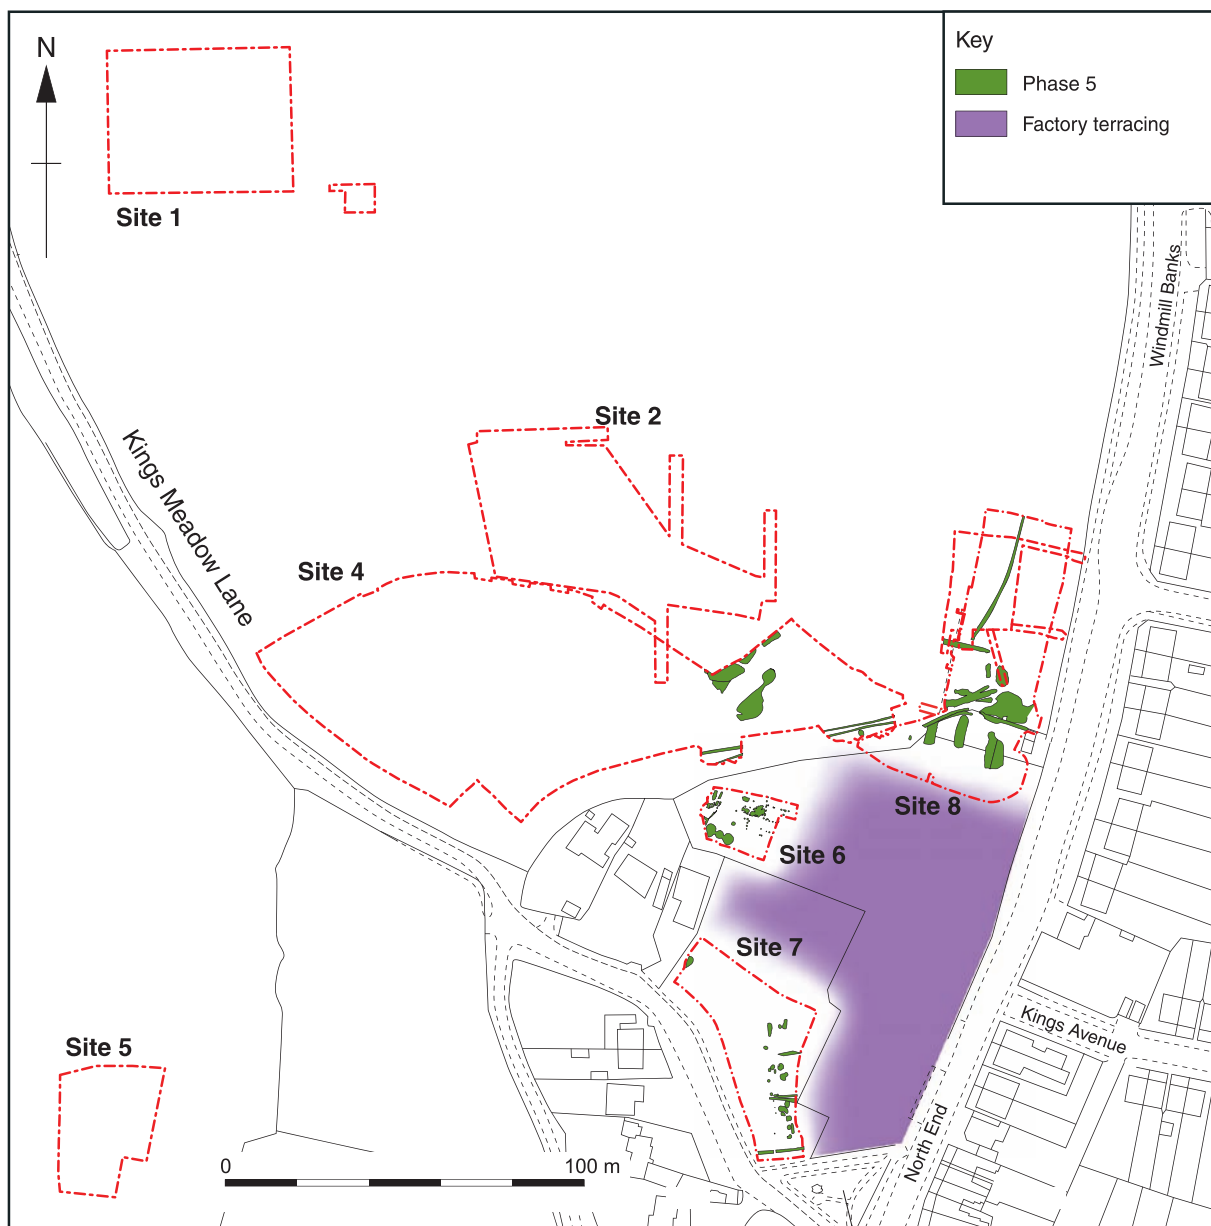 N
Key
Phase 5
Factory terracing
Site 1
Windmill Banks
Site 2
Kings Meadow Lane
Site 4
Site 8
Site 6
Site 7
Kings Avenue
Site 5
North End
0
100 m